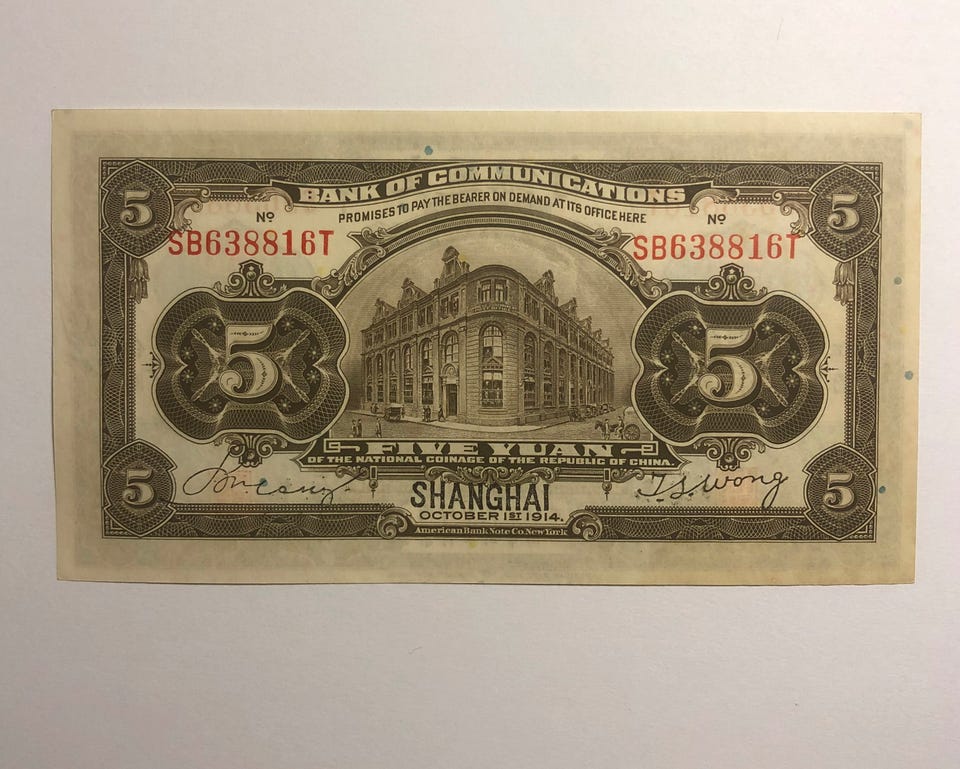 5 5
BANK OF COMMUNICATIONS
PROMISES TO PAY THE BEARER ON DEMAND AT ITS OFFICE HERE
Nº Nº
SB638816T SB638816T
5 5
FIVE YUAN
OF THE NATIONAL COINAGE OF THE REPUBLIC OF CHINA.
5 5
T.S. Wong
SHANGHAI
OCTOBER 1ST 1914.
American Bank Note Co. New York